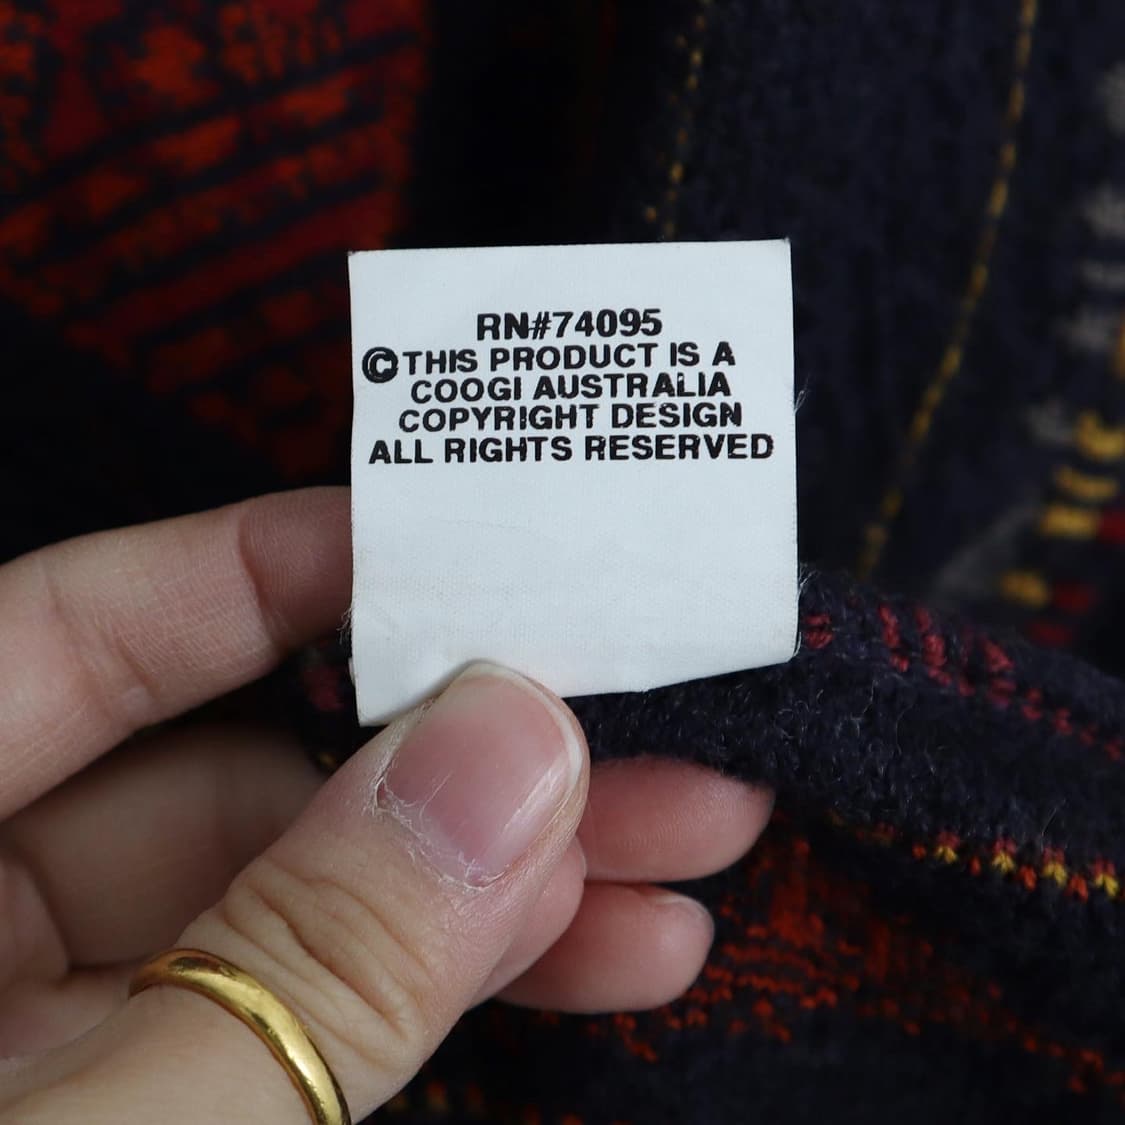 RN#74095
©THIS PRODUCT IS A
COOGI AUSTRALIA
COPYRIGHT DESIGN
ALL RIGHTS RESERVED